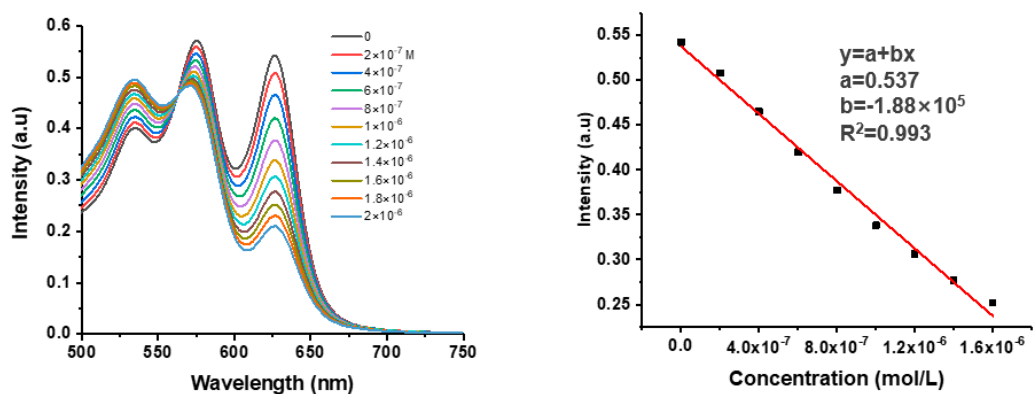 0.6
0.5
0.4
0.3
0.2
0.1
0.0
500
550
600
650
700
750
Intensity (a.u)
Wavelength (nm)
0
2×10⁻⁷ M
4×10⁻⁷
6×10⁻⁷
8×10⁻⁷
1×10⁻⁶
1.2×10⁻⁶
1.4×10⁻⁶
1.6×10⁻⁶
1.8×10⁻⁶
2×10⁻⁶
0.55
0.50
0.45
0.40
0.35
0.30
0.25
Intensity (a.u)
y=a+bx
a=0.537
b=-1.88×10⁵
R²=0.993
0.0
4.0x10⁻⁷
8.0x10⁻⁷
1.2x10⁻⁶
1.6x10⁻⁶
Concentration (mol/L)